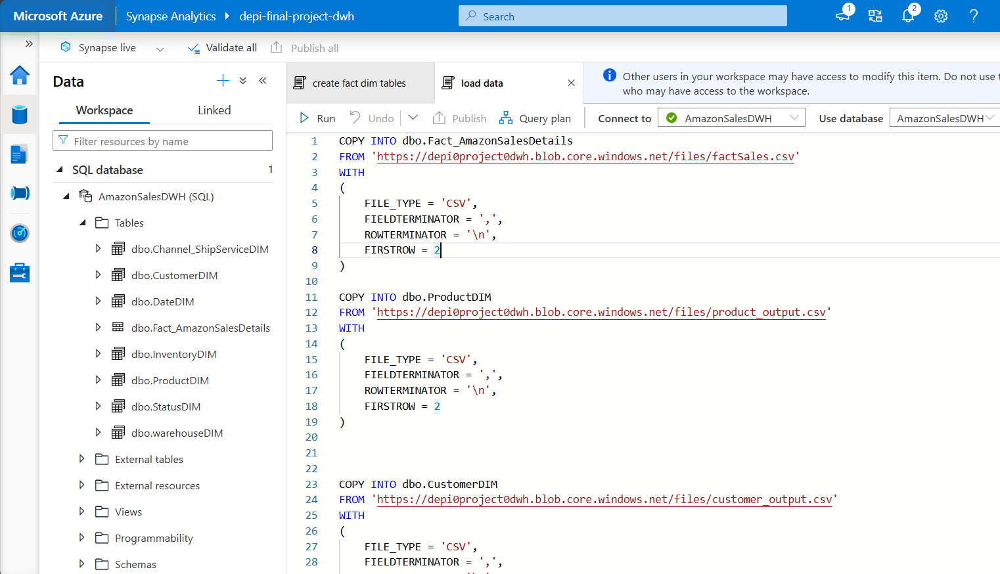 Microsoft Azure
Synapse Analytics
depi-final-project-dwh
Search
1
2
Synapse live
Validate all
Publish all
Data
Workspace
Linked
Filter resources by name
SQL database
1
AmazonSalesDWH (SQL)
Tables
dbo.Channel_ShipServiceDIM
dbo.CustomerDIM
dbo.DateDIM
dbo.Fact_AmazonSalesDetails
dbo.InventoryDIM
dbo.ProductDIM
dbo.StatusDIM
dbo.warehouseDIM
External tables
External resources
Views
Programmability
Schemas
create fact dim tables
load data
Other users in your workspace may have access to modify this item. Do not use
who may have access to the workspace.
Run
Undo
Publish
Query plan
Connect to
AmazonSalesDWH
Use database
AmazonSalesDWH
1 COPY INTO dbo.Fact_AmazonSalesDetails
2 FROM 'https://depi0project0dwh.blob.core.windows.net/files/factSales.csv'
3 WITH
4 (
5 FILE_TYPE = 'CSV',
6 FIELDTERMINATOR = ',',
7 ROWTERMINATOR = '\n',
8 FIRSTROW = 2
9 )
10
11 COPY INTO dbo.ProductDIM
12 FROM 'https://depi0project0dwh.blob.core.windows.net/files/product_output.csv'
13 WITH
14 (
15 FILE_TYPE = 'CSV',
16 FIELDTERMINATOR = ',',
17 ROWTERMINATOR = '\n',
18 FIRSTROW = 2
19 )
20
21
22
23 COPY INTO dbo.CustomerDIM
24 FROM 'https://depi0project0dwh.blob.core.windows.net/files/customer_output.csv'
25 WITH
26 (
27 FILE_TYPE = 'CSV',
28 FIELDTERMINATOR = ',',